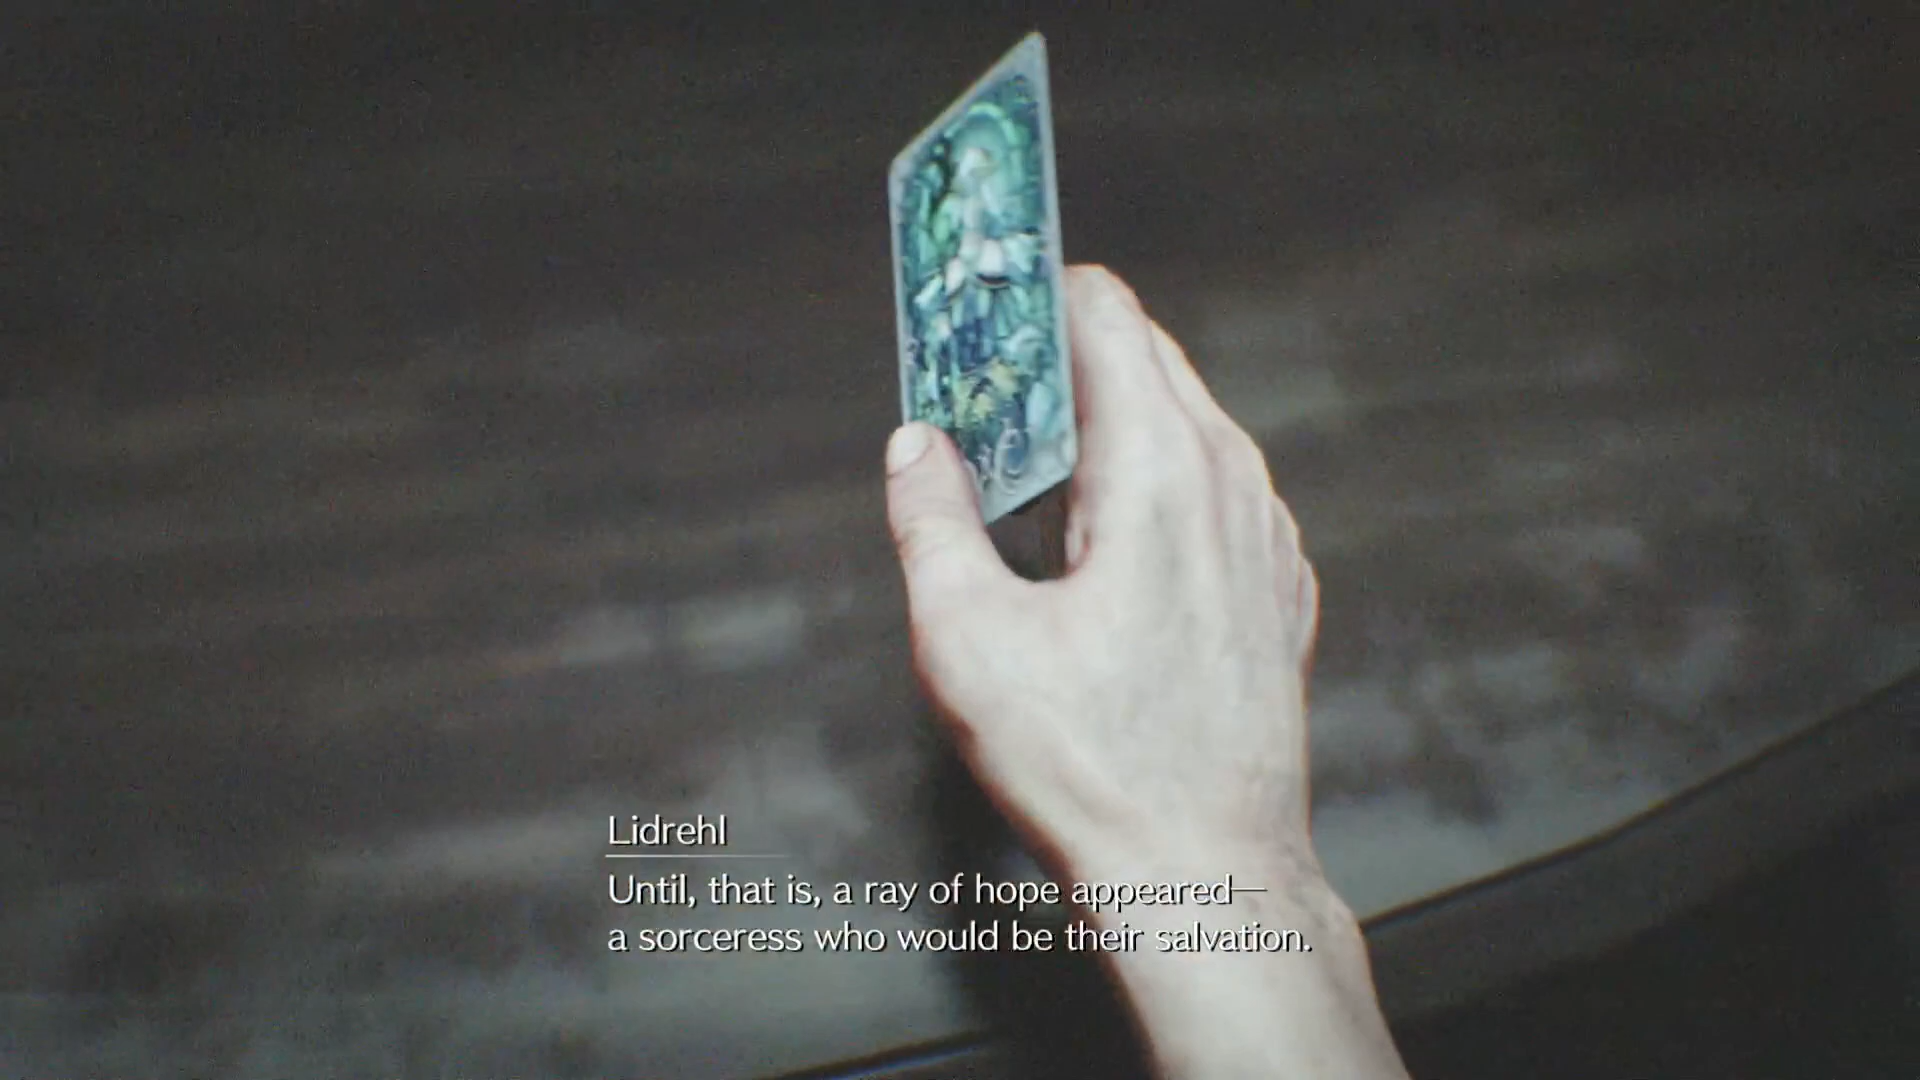 Lidrehl
Until, that is, a ray of hope appeared—
a sorceress who would be their salvation.